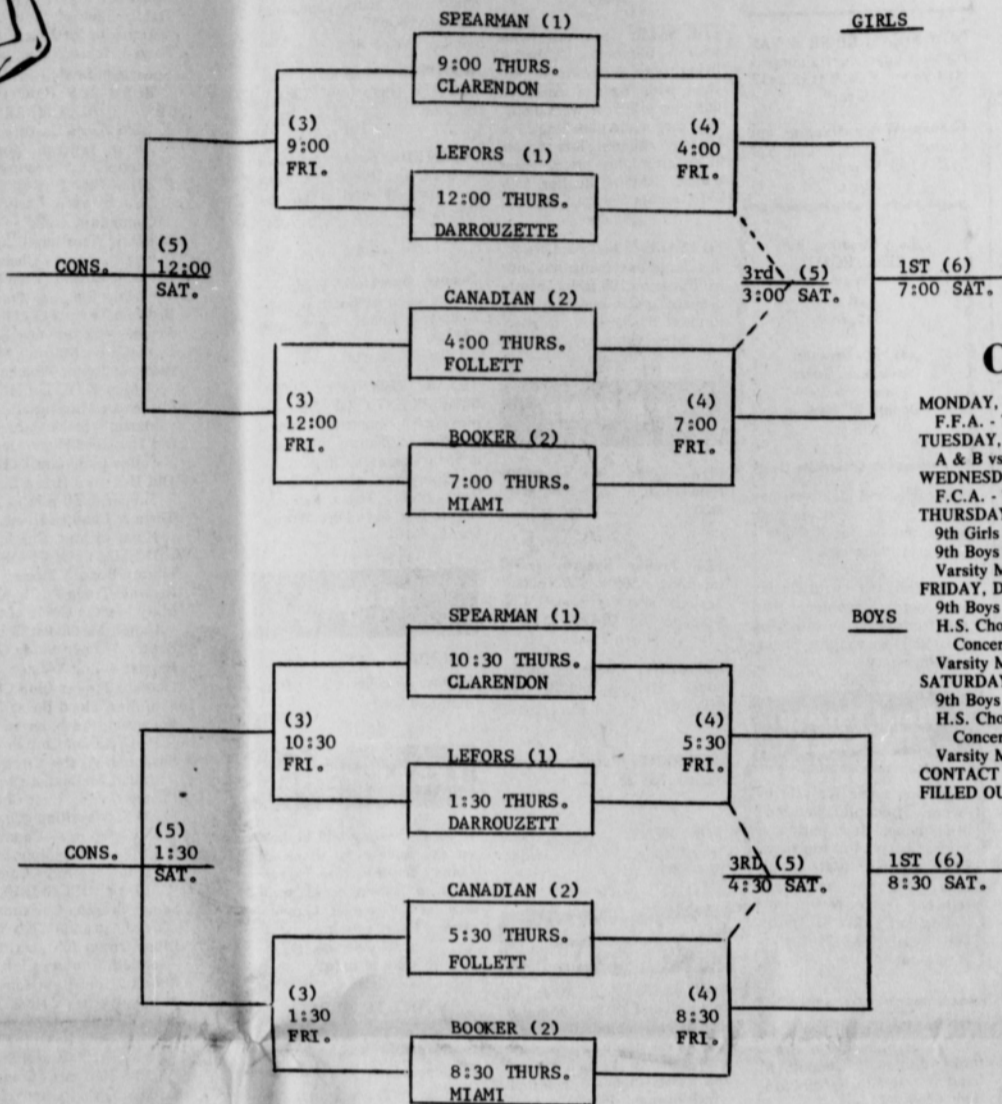 GIRLS
SPEARMAN (1)
9:00 THURS.
CLARENDON
(3)
9:00
FRI.
(4)
4:00
FRI.
LEFORS (1)
12:00 THURS.
DARROUZETTE
(5)
CONS. 12:00
SAT.
3rd (5)
3:00 SAT.
1ST (6)
7:00 SAT.
CANADIAN (2)
4:00 THURS.
FOLLETT
(3)
12:00
FRI.
(4)
7:00
FRI.
BOOKER (2)
7:00 THURS.
MIAMI
BOYS
SPEARMAN (1)
10:30 THURS.
CLARENDON
(3)
10:30
FRI.
(4)
5:30
FRI.
LEFORS (1)
1:30 THURS.
DARROUZETT
(5)
CONS. 1:30
SAT.
3RD (5)
4:30 SAT.
1ST (6)
8:30 SAT.
CANADIAN (2)
5:30 THURS.
FOLLETT
(3)
1:30
FRI.
(4)
8:30
FRI.
BOOKER (2)
8:30 THURS.
MIAMI
MONDAY,
F.F.A. -
TUESDAY,
A & B vs
WEDNESD
F.C.A. -
THURSDAY
9th Girls
9th Boys
Varsity M
FRIDAY, D
9th Boys
H.S. Cho
Concer
Varsity M
SATURDAY
9th Boys
H.S. Cho
Concer
Varsity M
CONTACT
FILLED OU